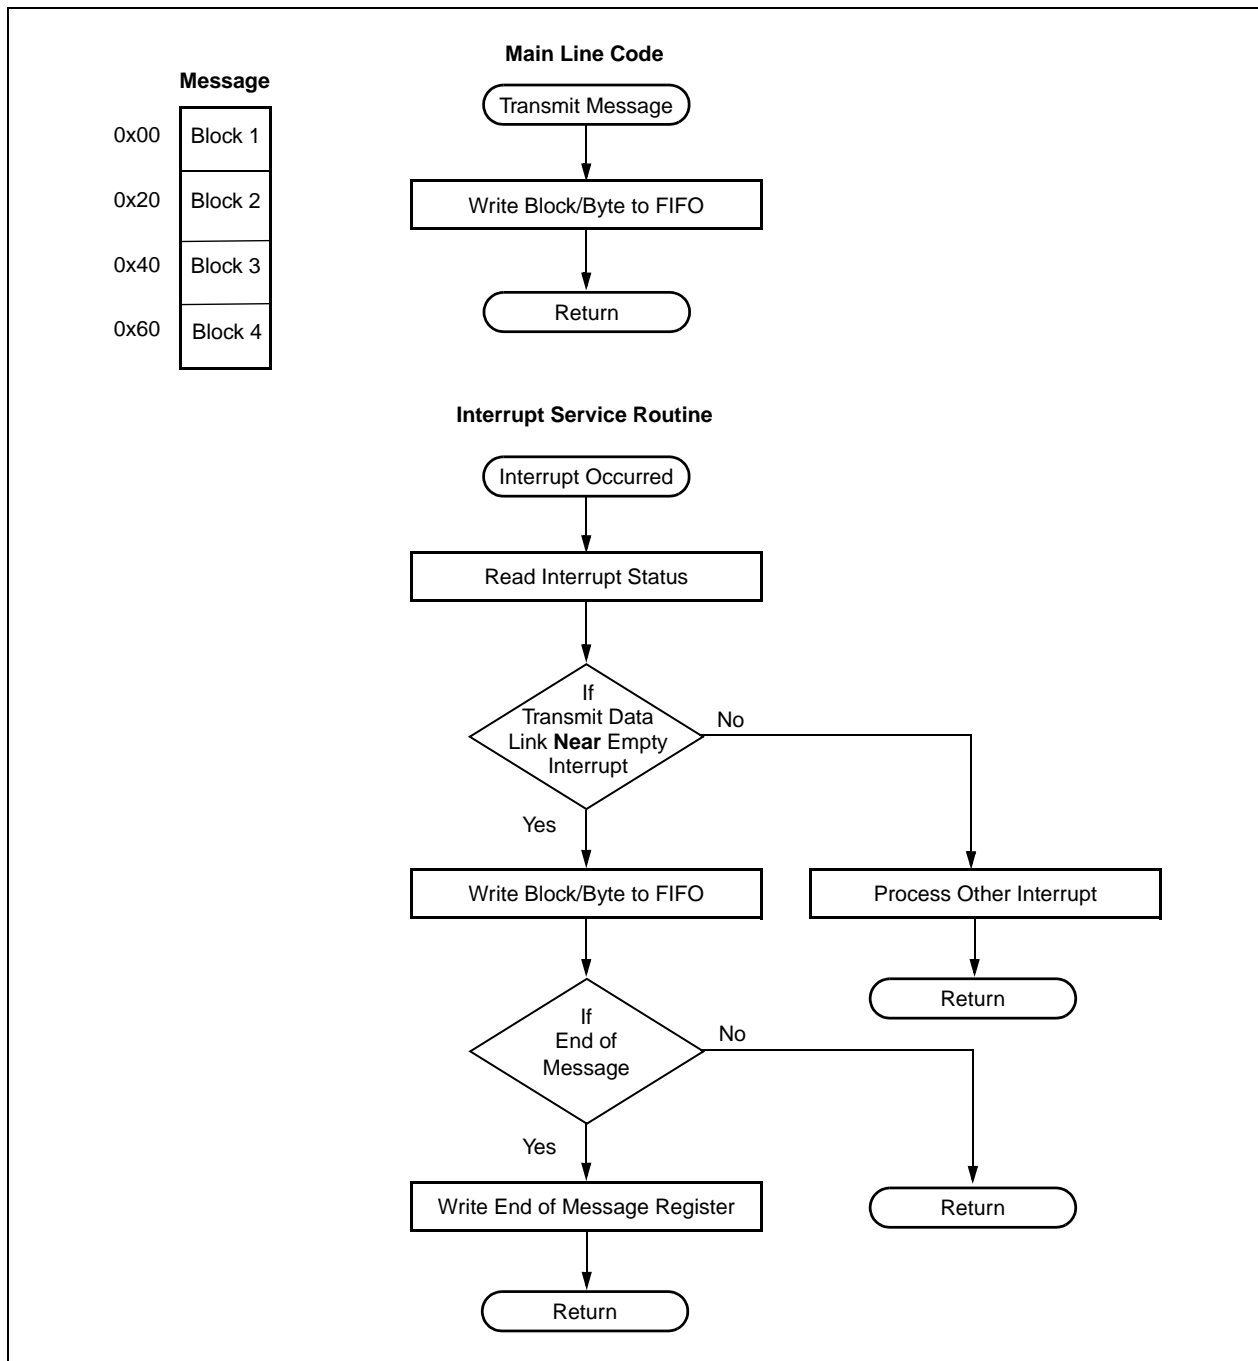 Main Line Code
Message
Transmit Message
0x00
Block 1
0x20
Block 2
Write Block/Byte to FIFO
0x40
Block 3
0x60
Block 4
Return
Interrupt Service Routine
Interrupt Occurred
Read Interrupt Status
If
Transmit Data
Link Near Empty
Interrupt
No
Yes
Write Block/Byte to FIFO
Process Other Interrupt
Return
If
End of
Message
No
Yes
Write End of Message Register
Return
Return